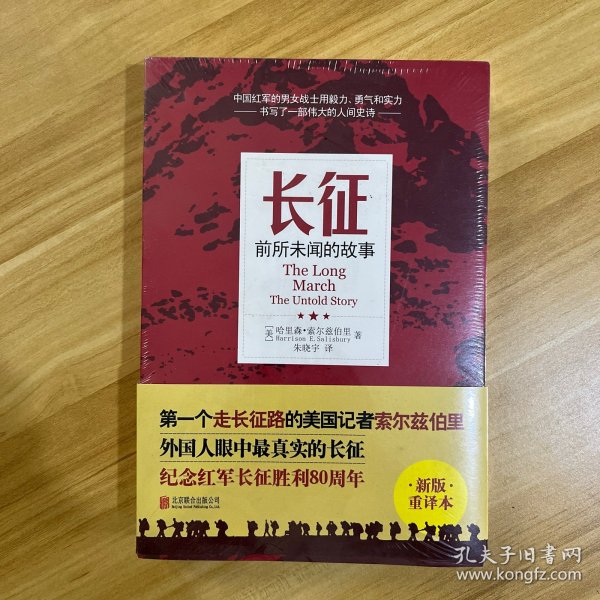 中国红军的男女战士用毅力、勇气和实力
书写了一部伟大的人间史诗
长征
前所未闻的故事
The Long
March
The Untold Story
[美] 哈里森·索尔兹伯里 著
Harrison E.Salisbury
朱晓宇 译
第一个走长征路的美国记者索尔兹伯里
外国人眼中最真实的长征
纪念红军长征胜利80周年
·新版·
重译本
北京联合出版公司
Beijing United Publishing Co.,Ltd.
孔夫子旧书网
www.kongfz.com